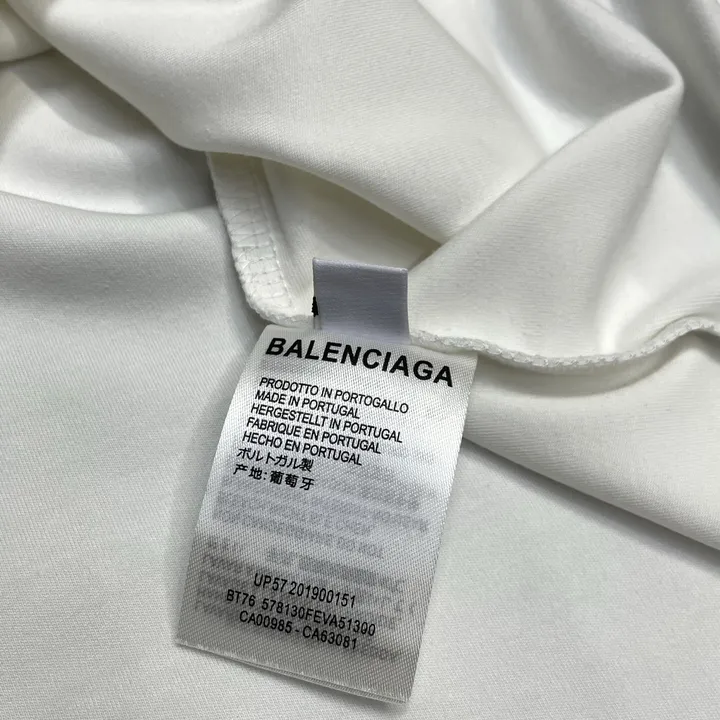 BALENCIAGA
PRODOTTO IN PORTOGALLO
MADE IN PORTUGAL
HERGESTELLT IN PORTUGAL
FABRIQUE EN PORTUGAL
HECHO EN PORTUGAL
ポルトガル製
产地:葡萄牙
UP57 201900151
BT76 578130FEVA51300
CA00985 - CA63081